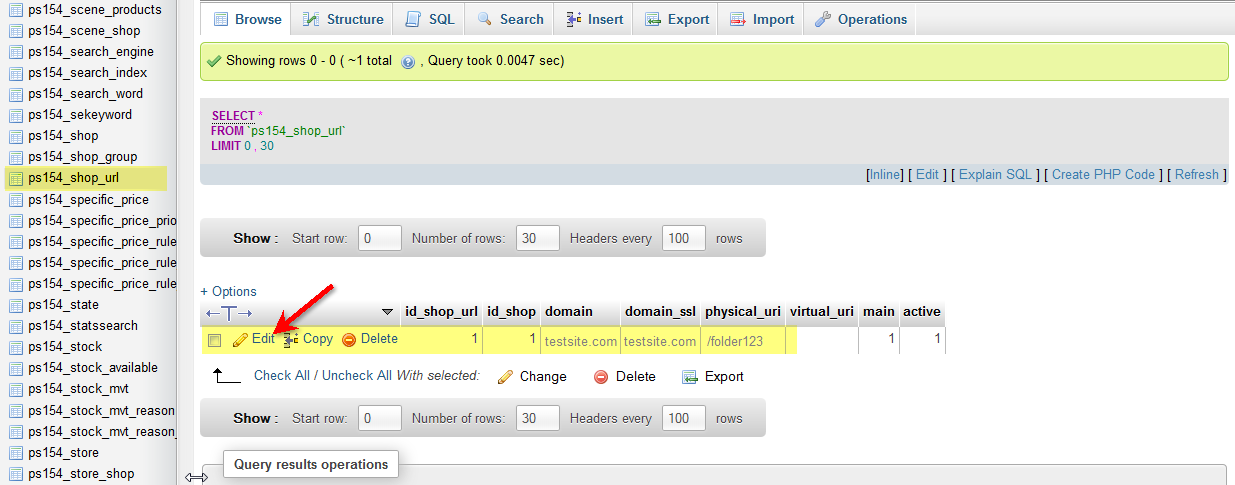 ps154_scene_products
ps154_scene_shop
ps154_search_engine
ps154_search_index
ps154_search_word
ps154_sekeyword
ps154_shop
ps154_shop_group
ps154_shop_url
ps154_specific_price
ps154_specific_price_prio
ps154_specific_price_rule
ps154_specific_price_rule
ps154_specific_price_rule
ps154_state
ps154_statssearch
ps154_stock
ps154_stock_available
ps154_stock_mvt
ps154_stock_mvt_reason
ps154_stock_mvt_reason_
ps154_store
ps154_store_shop
Browse Structure SQL Search Insert Export Import Operations
Showing rows 0 - 0 ( ~1 total , Query took 0.0047 sec)
SELECT *
FROM `ps154_shop_url`
LIMIT 0 , 30
[Inline] [ Edit ] [ Explain SQL ] [ Create PHP Code ] [ Refresh ]
Show : Start row: 0 Number of rows: 30 Headers every 100 rows
+ Options
←T→ id_shop_url id_shop domain domain_ssl physical_uri virtual_uri main active
Edit Copy Delete 1 1 testsite.com testsite.com /folder123 1 1
Check All / Uncheck All With selected: Change Delete Export
Show : Start row: 0 Number of rows: 30 Headers every 100 rows
Query results operations